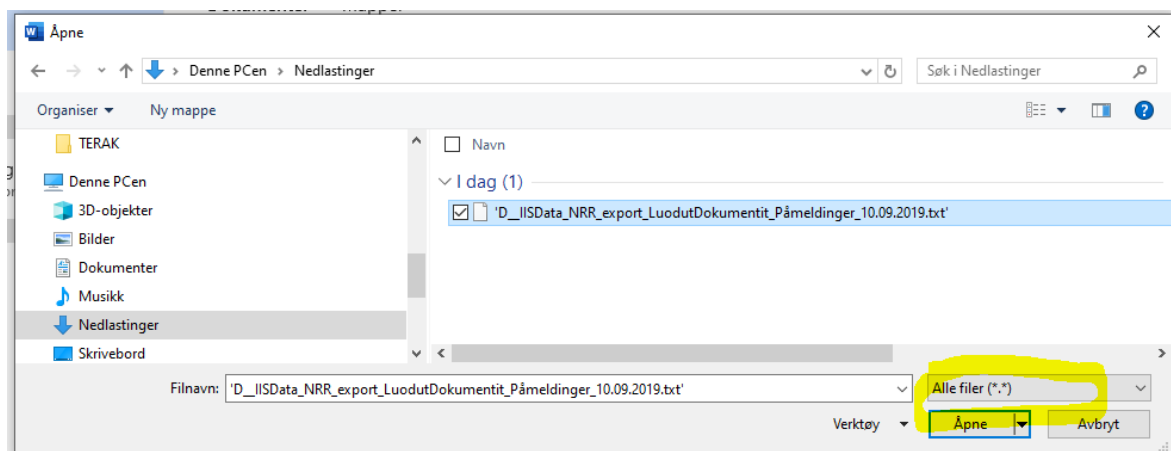 Åpne
Denne PCen > Nedlastinger
Søk i Nedlastinger
Organiser
Ny mappe
TERAK
Denne PCen
3D-objekter
Bilder
Dokumenter
Musikk
Nedlastinger
Skrivebord
Navn
I dag (1)
'D__IISData_NRR_export_LuodutDokumentit_Påmeldinger_10.09.2019.txt'
Filnavn: 'D__IISData_NRR_export_LuodutDokumentit_Påmeldinger_10.09.2019.txt'
Alle filer (*.*)
Verktøy
Åpne
Avbryt